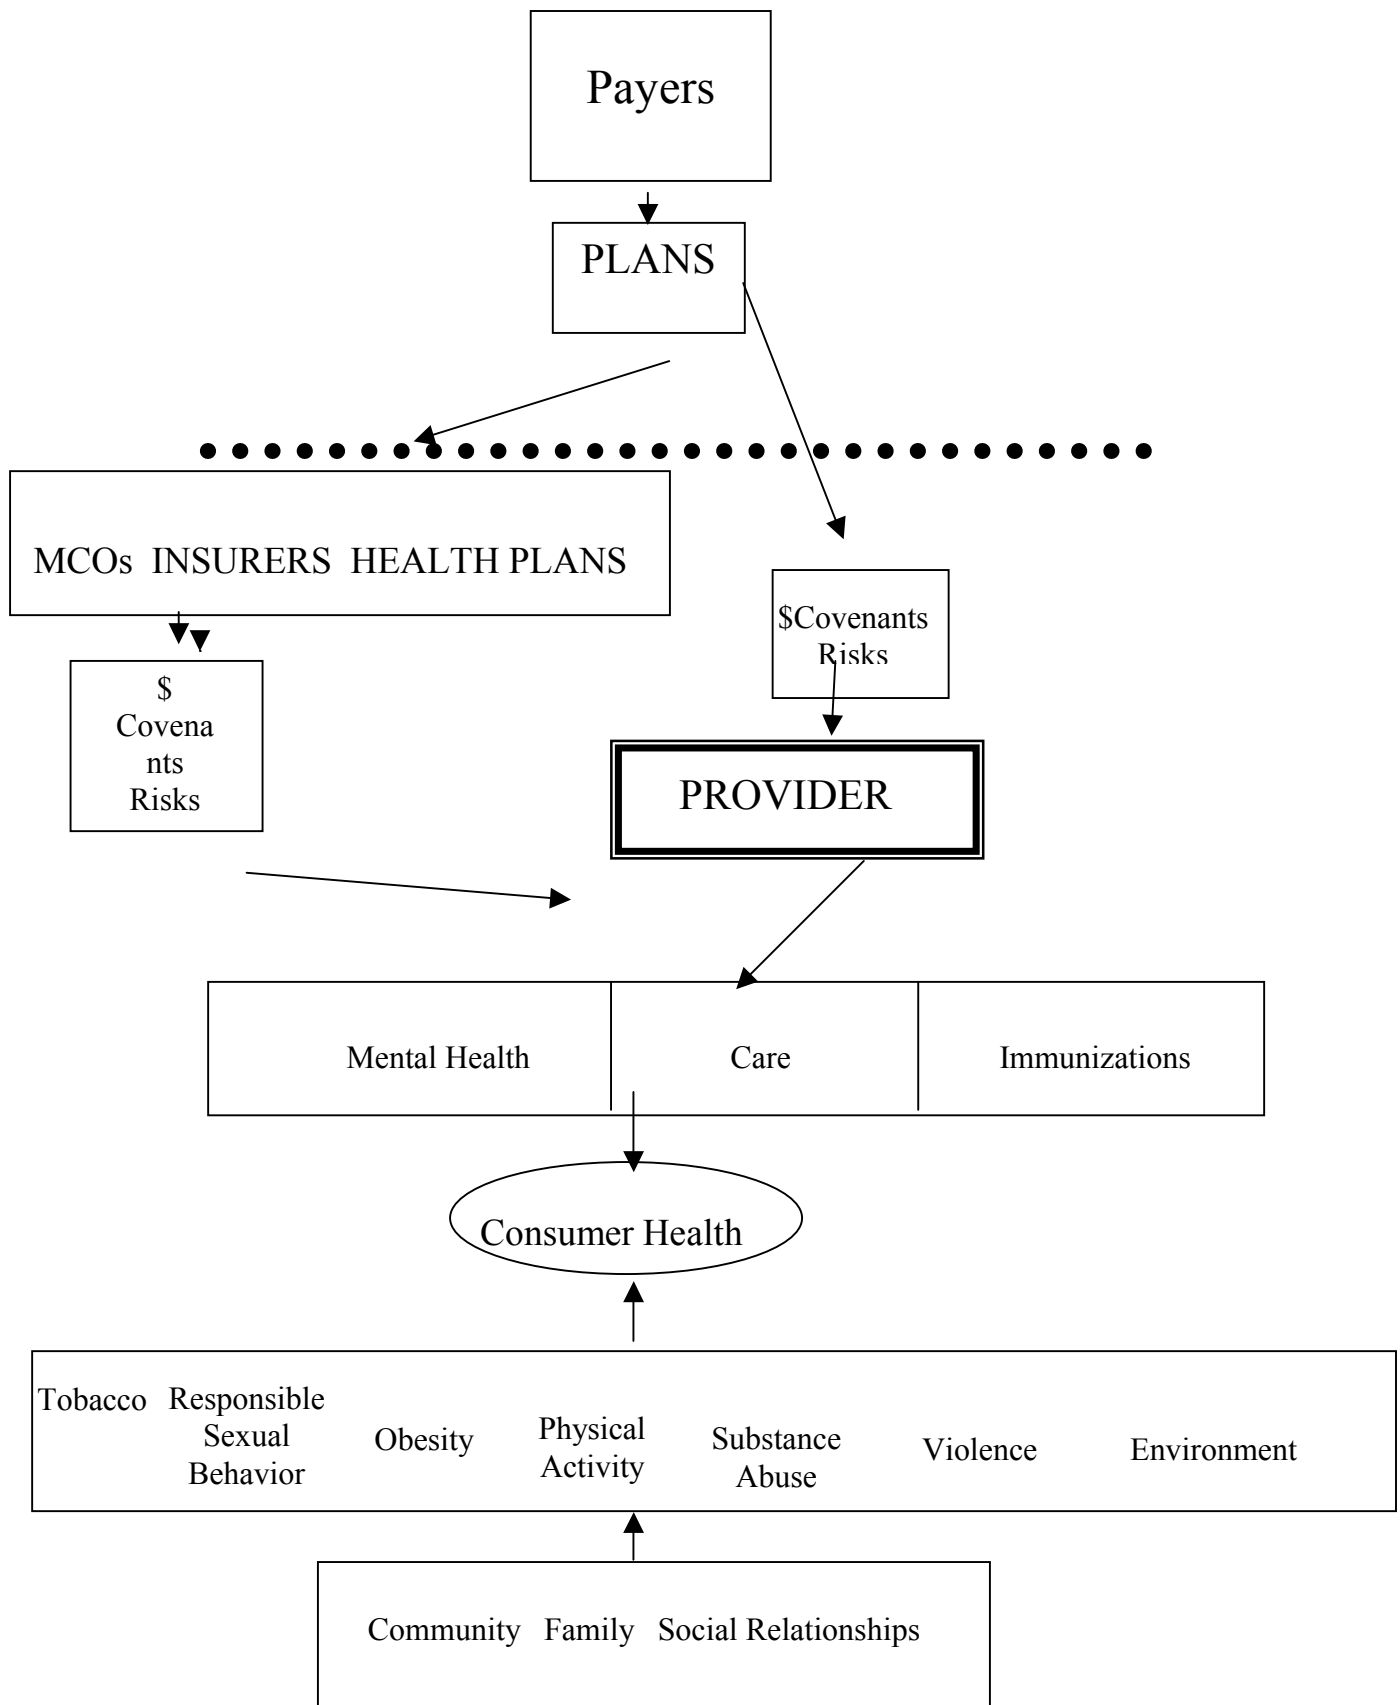 Payers
PLANS
MCOs INSURERS HEALTH PLANS
$Covenants
Risks
$
Covena
nts
Risks
PROVIDER
Mental Health
Care
Immunizations
Consumer Health
Tobacco
Responsible
Sexual
Behavior
Obesity
Physical
Activity
Substance
Abuse
Violence
Environment
Community Family Social Relationships